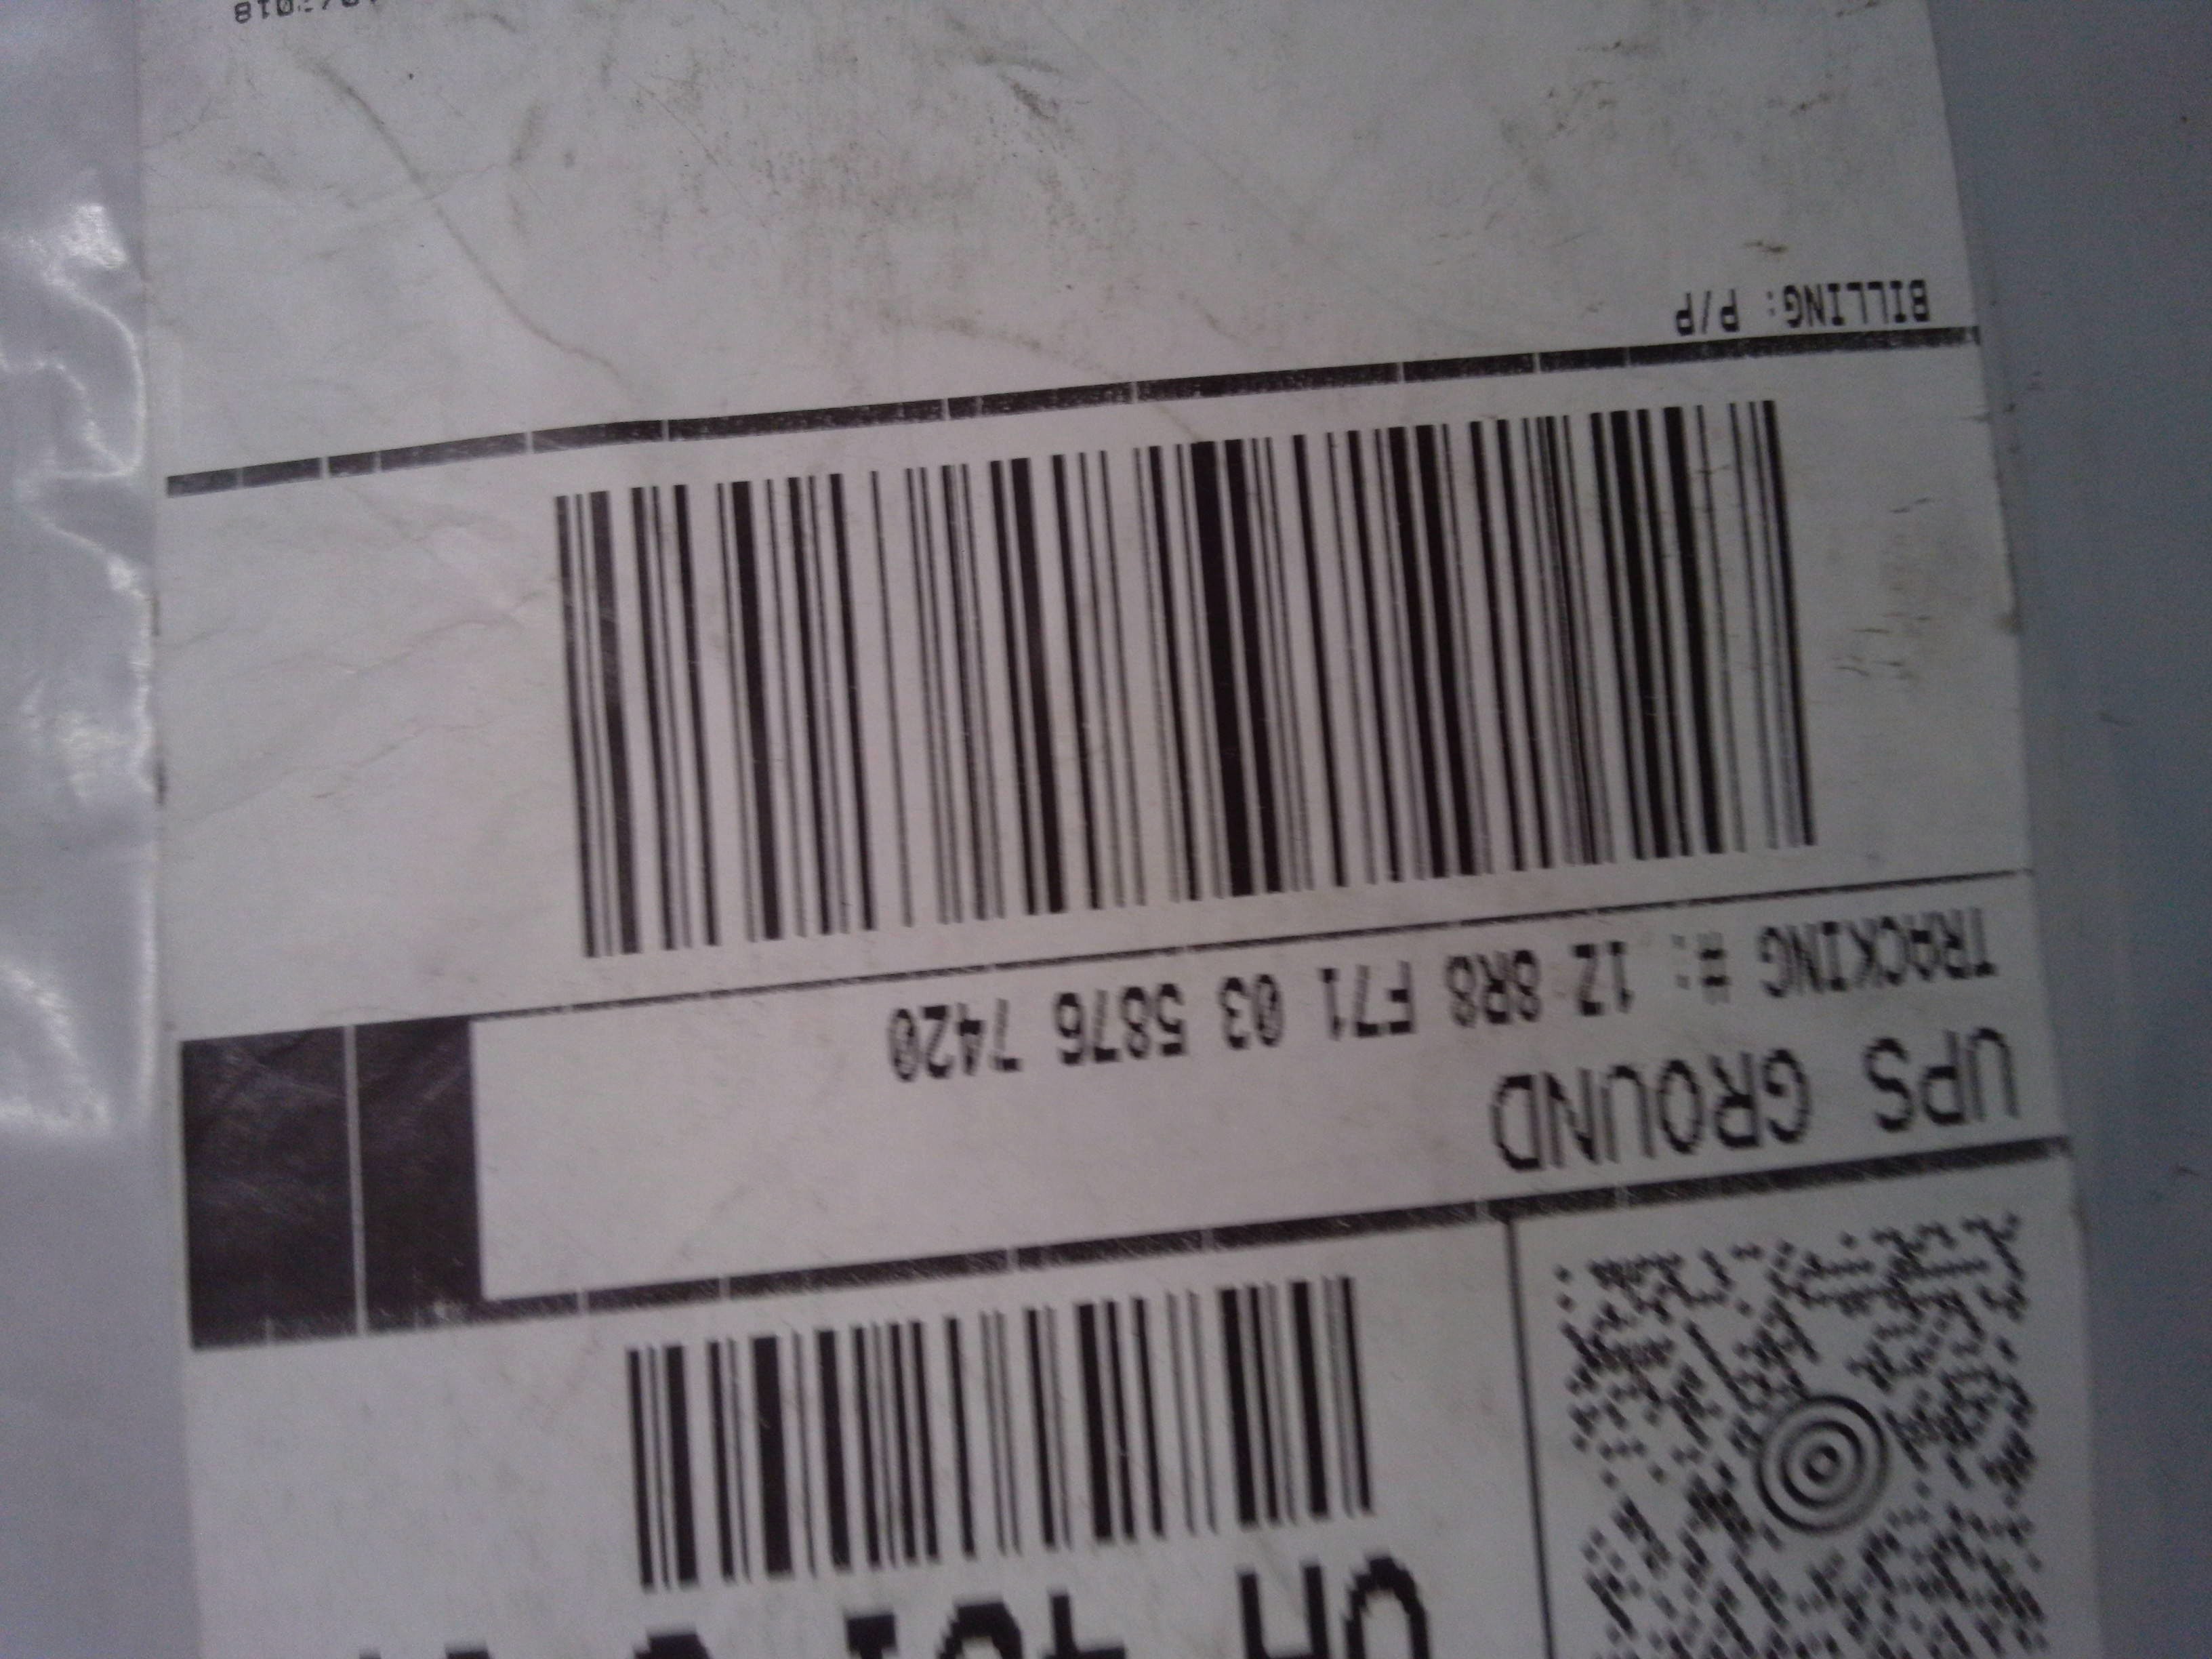 UPS GROUND
TRACKING #: 1Z 8R8 F71 03 5876 7420
BILLING: P/P